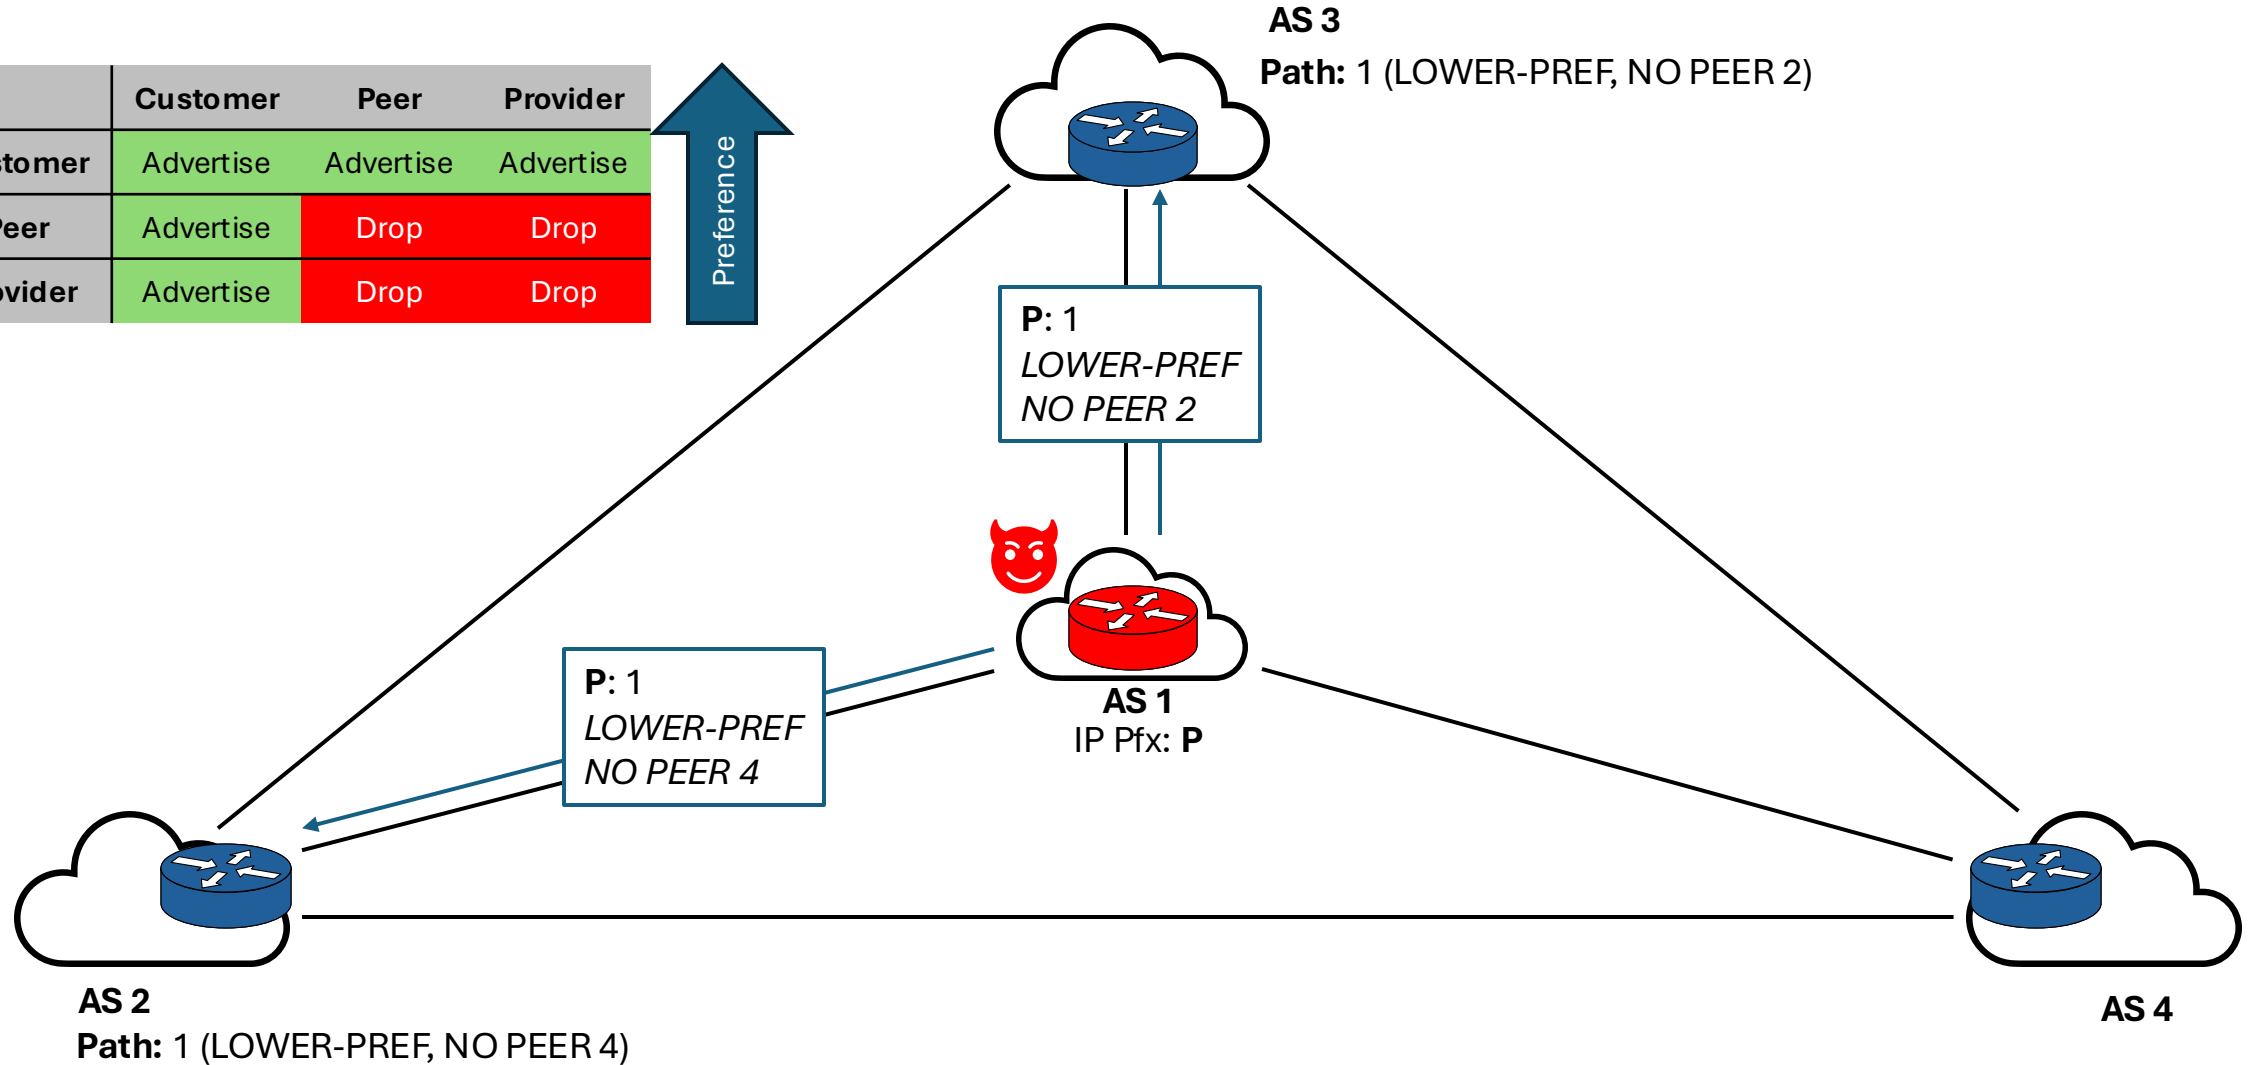 AS 3
Path: 1 (LOWER-PREF, NO PEER 2)
Customer Peer Provider
Advertise Advertise Advertise
Advertise Drop Drop
Advertise Drop Drop
Preference
P: 1
LOWER-PREF
NO PEER 2
P: 1
LOWER-PREF
NO PEER 4
AS 1
IP Pfx: P
AS 2
Path: 1 (LOWER-PREF, NO PEER 4)
AS 4